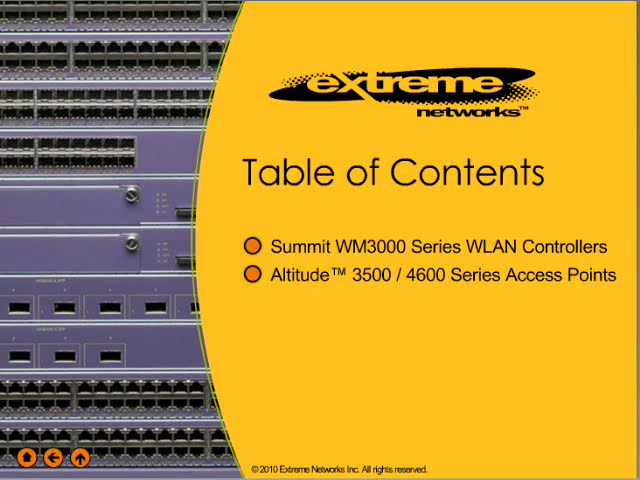 extreme
networks™
Table of Contents
Summit WM3000 Series WLAN Controllers
Altitude™ 3500 / 4600 Series Access Points
© 2010 Extreme Networks Inc. All rights reserved.